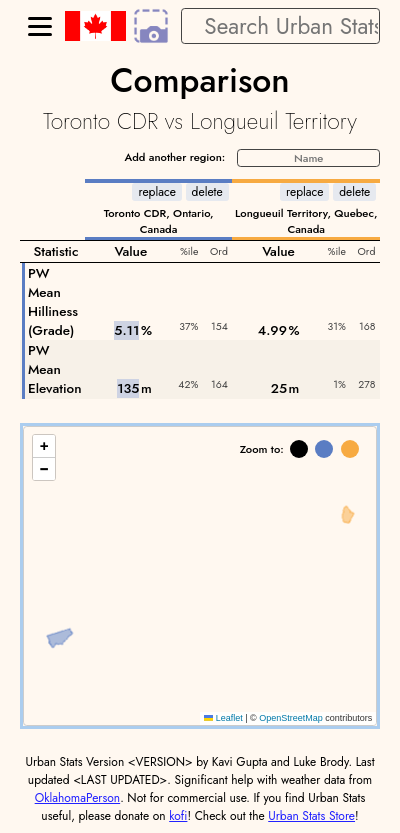 Search Urban Stats
Comparison
Toronto CDR vs Longueuil Territory
Add another region:
Name
replace delete replace delete
Toronto CDR, Ontario, Canada
Longueuil Territory, Quebec, Canada
Statistic Value %ile Ord Value %ile Ord
PW Mean Hilliness (Grade) 5.11% 37% 154 4.99% 31% 168
PW Mean Elevation 135m 42% 164 25m 1% 278
+
−
Zoom to:
Leaflet | © OpenStreetMap contributors
Urban Stats Version <VERSION> by Kavi Gupta and Luke Brody. Last
updated <LAST UPDATED>. Significant help with weather data from
OklahomaPerson. Not for commercial use. If you find Urban Stats
useful, please donate on kofi! Check out the Urban Stats Store!